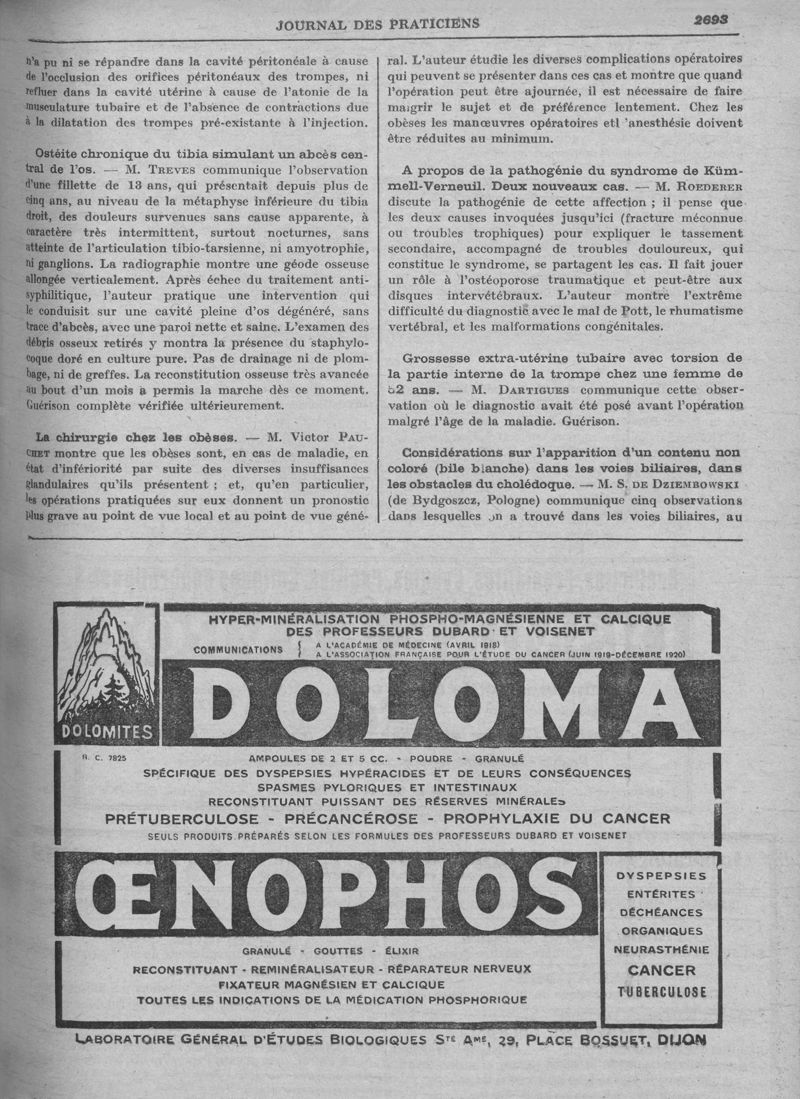 JOURNAL DES PRATICIENS
2693
n'a pu ni se répandre dans la cavité péritonéale à cause
de l'occlusion des orifices péritonéaux des trompes, ni
refluer dans la cavité utérine à cause de l'atonie de la
musculature tubaire et de l'absence de contractions due
à la dilatation des trompes pré-existante à l'injection.
Ostéite chronique du tibia simulant un abcès cen-
tral de l'os. — M. TREVES communique l'observation
d'une fillette de 13 ans, qui présentait depuis plus de
cinq ans, au niveau de la métaphyse inférieure du tibia
droit, des douleurs survenues sans cause apparente, à
caractère très intermittent, surtout nocturnes, sans
atteinte de l'articulation tibio-tarsienne, ni amyotrophie,
ni ganglions. La radiographie montre une géode osseuse
allongée verticalement. Après échec du traitement anti-
syphilitique, l'auteur pratique une intervention qui
le conduisit sur une cavité pleine d'os dégénéré, sans
trace d'abcès, avec une paroi nette et saine. L'examen des
débris osseux retirés y montra la présence du staphylo-
coque doré en culture pure. Pas de drainage ni de plom-
bage, ni de greffes. La reconstitution osseuse très avancée
au bout d'un mois a permis la marche dès ce moment.
Guérison complète vérifiée ultérieurement.
La chirurgie chez les obèses. — M. Victor PAU-
CHET montre que les obèses sont, en cas de maladie, en
état d'infériorité par suite des diverses insuffisances
glandulaires qu'ils présentent ; et, qu'en particulier,
les opérations pratiquées sur eux donnent un pronostic
plus grave au point de vue local et au point de vue géné-
ral. L'auteur étudie les diverses complications opératoires
qui peuvent se présenter dans ces cas et montre que quand
l'opération peut être ajournée, il est nécessaire de faire
maigrir le sujet et de préférence lentement. Chez les
obèses les manœuvres opératoires etl 'anesthésie doivent
être réduites au minimum.
A propos de la pathogénie du syndrome de Küm-
mell-Verneuil. Deux nouveaux cas. — M. ROEDERER
discute la pathogénie de cette affection ; il pense que
les deux causes invoquées jusqu'ici (fracture méconnue
ou troubles trophiques) pour expliquer le tassement
secondaire, accompagné de troubles douloureux, qui
constitue le syndrome, se partagent les cas. Il fait jouer
un rôle à l'ostéoporose traumatique et peut-être aux
disques intervétébraux. L'auteur montre l'extrême
difficulté du diagnostic avec le mal de Pott, le rhumatisme
vertébral, et les malformations congénitales.
Grossesse extra-utérine tubaire avec torsion de
la partie interne de la trompe chez une femme de
52 ans. — M. DARTIGUES communique cette obser-
vation où le diagnostic avait été posé avant l'opération
malgré l'âge de la maladie. Guérison.
Considérations sur l'apparition d'un contenu non
coloré (bile blanche) dans les voies biliaires, dans
les obstacles du cholédoque. — M. S. DE DZIEMBOWSKI
(de Bydgoszcz, Pologne) communique cinq observations
dans lesquelles on a trouvé dans les voies biliaires, au
DOLOMITES
HYPER-MINÉRALISATION PHOSPHO-MAGNÉSIENNE ET CALCIQUE
DES PROFESSEURS DUBARD ET VOISENET
COMMUNICATIONS
A L'ACADÉMIE DE MÉDECINE (AVRIL 1918)
A L'ASSOCIATION FRANÇAISE POUR L'ÉTUDE DU CANCER (JUIN 1919-DÉCEMBRE 1920)
DOLOMA
R. C. 7825
AMPOULES DE 2 ET 5 CC. - POUDRE - GRANULÉ
SPÉCIFIQUE DES DYSPEPSIES HYPÉRACIDES ET DE LEURS CONSÉQUENCES
SPASMES PYLORIQUES ET INTESTINAUX
RECONSTITUANT PUISSANT DES RÉSERVES MINÉRALES
PRÉTUBERCULOSE - PRÉCANCÉROSE - PROPHYLAXIE DU CANCER
SEULS PRODUITS PRÉPARÉS SELON LES FORMULES DES PROFESSEURS DUBARD ET VOISENET
ŒNOPHOS
GRANULÉ - GOUTTES - ÉLIXIR
RECONSTITUANT - REMINÉRALISATEUR - RÉPARATEUR NERVEUX
FIXATEUR MAGNÉSIEN ET CALCIQUE
TOUTES LES INDICATIONS DE LA MÉDICATION PHOSPHORIQUE
DYSPEPSIES
ENTÉRITES
DÉCHÉANCES
ORGANIQUES
NEURASTHÉNIE
CANCER
TUBERCULOSE
LABORATOIRE GÉNÉRAL D'ÉTUDES BIOLOGIQUES STÉ AME, 29, PLACE BOSSUET, DIJON